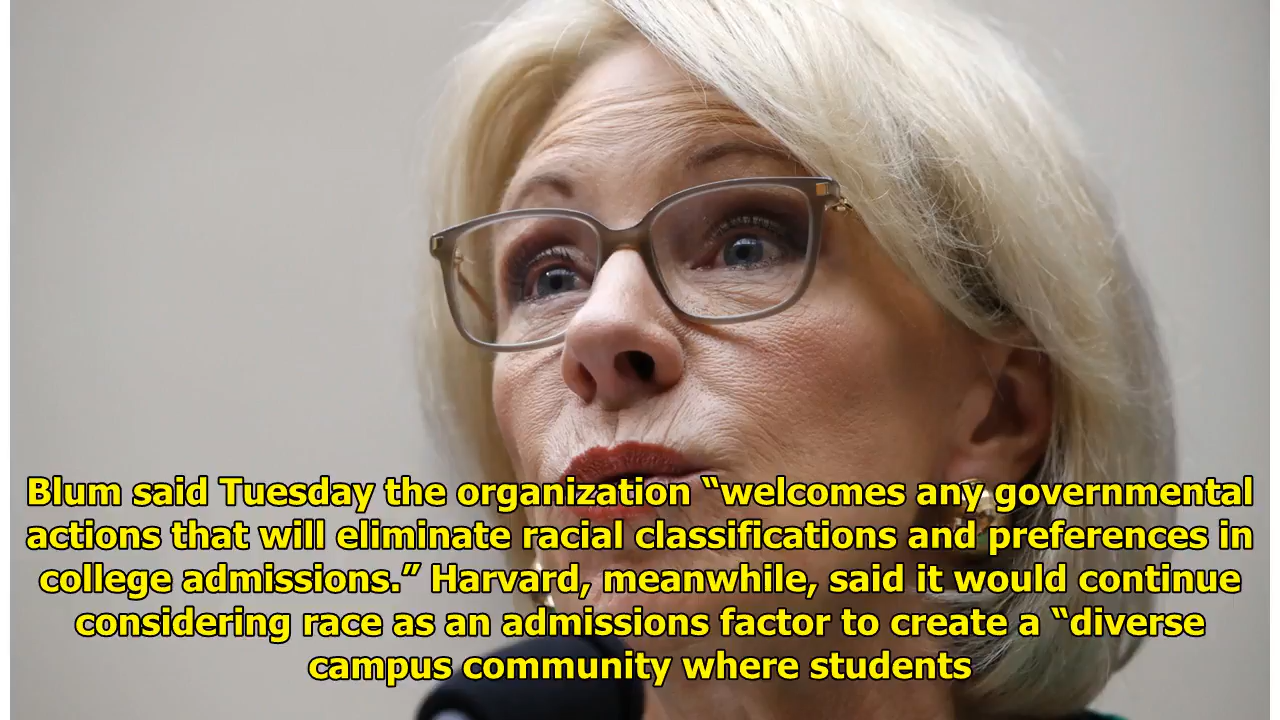 Blum said Tuesday the organization “welcomes any governmental
actions that will eliminate racial classifications and preferences in
college admissions.” Harvard, meanwhile, said it would continue
considering race as an admissions factor to create a “diverse
campus community where students